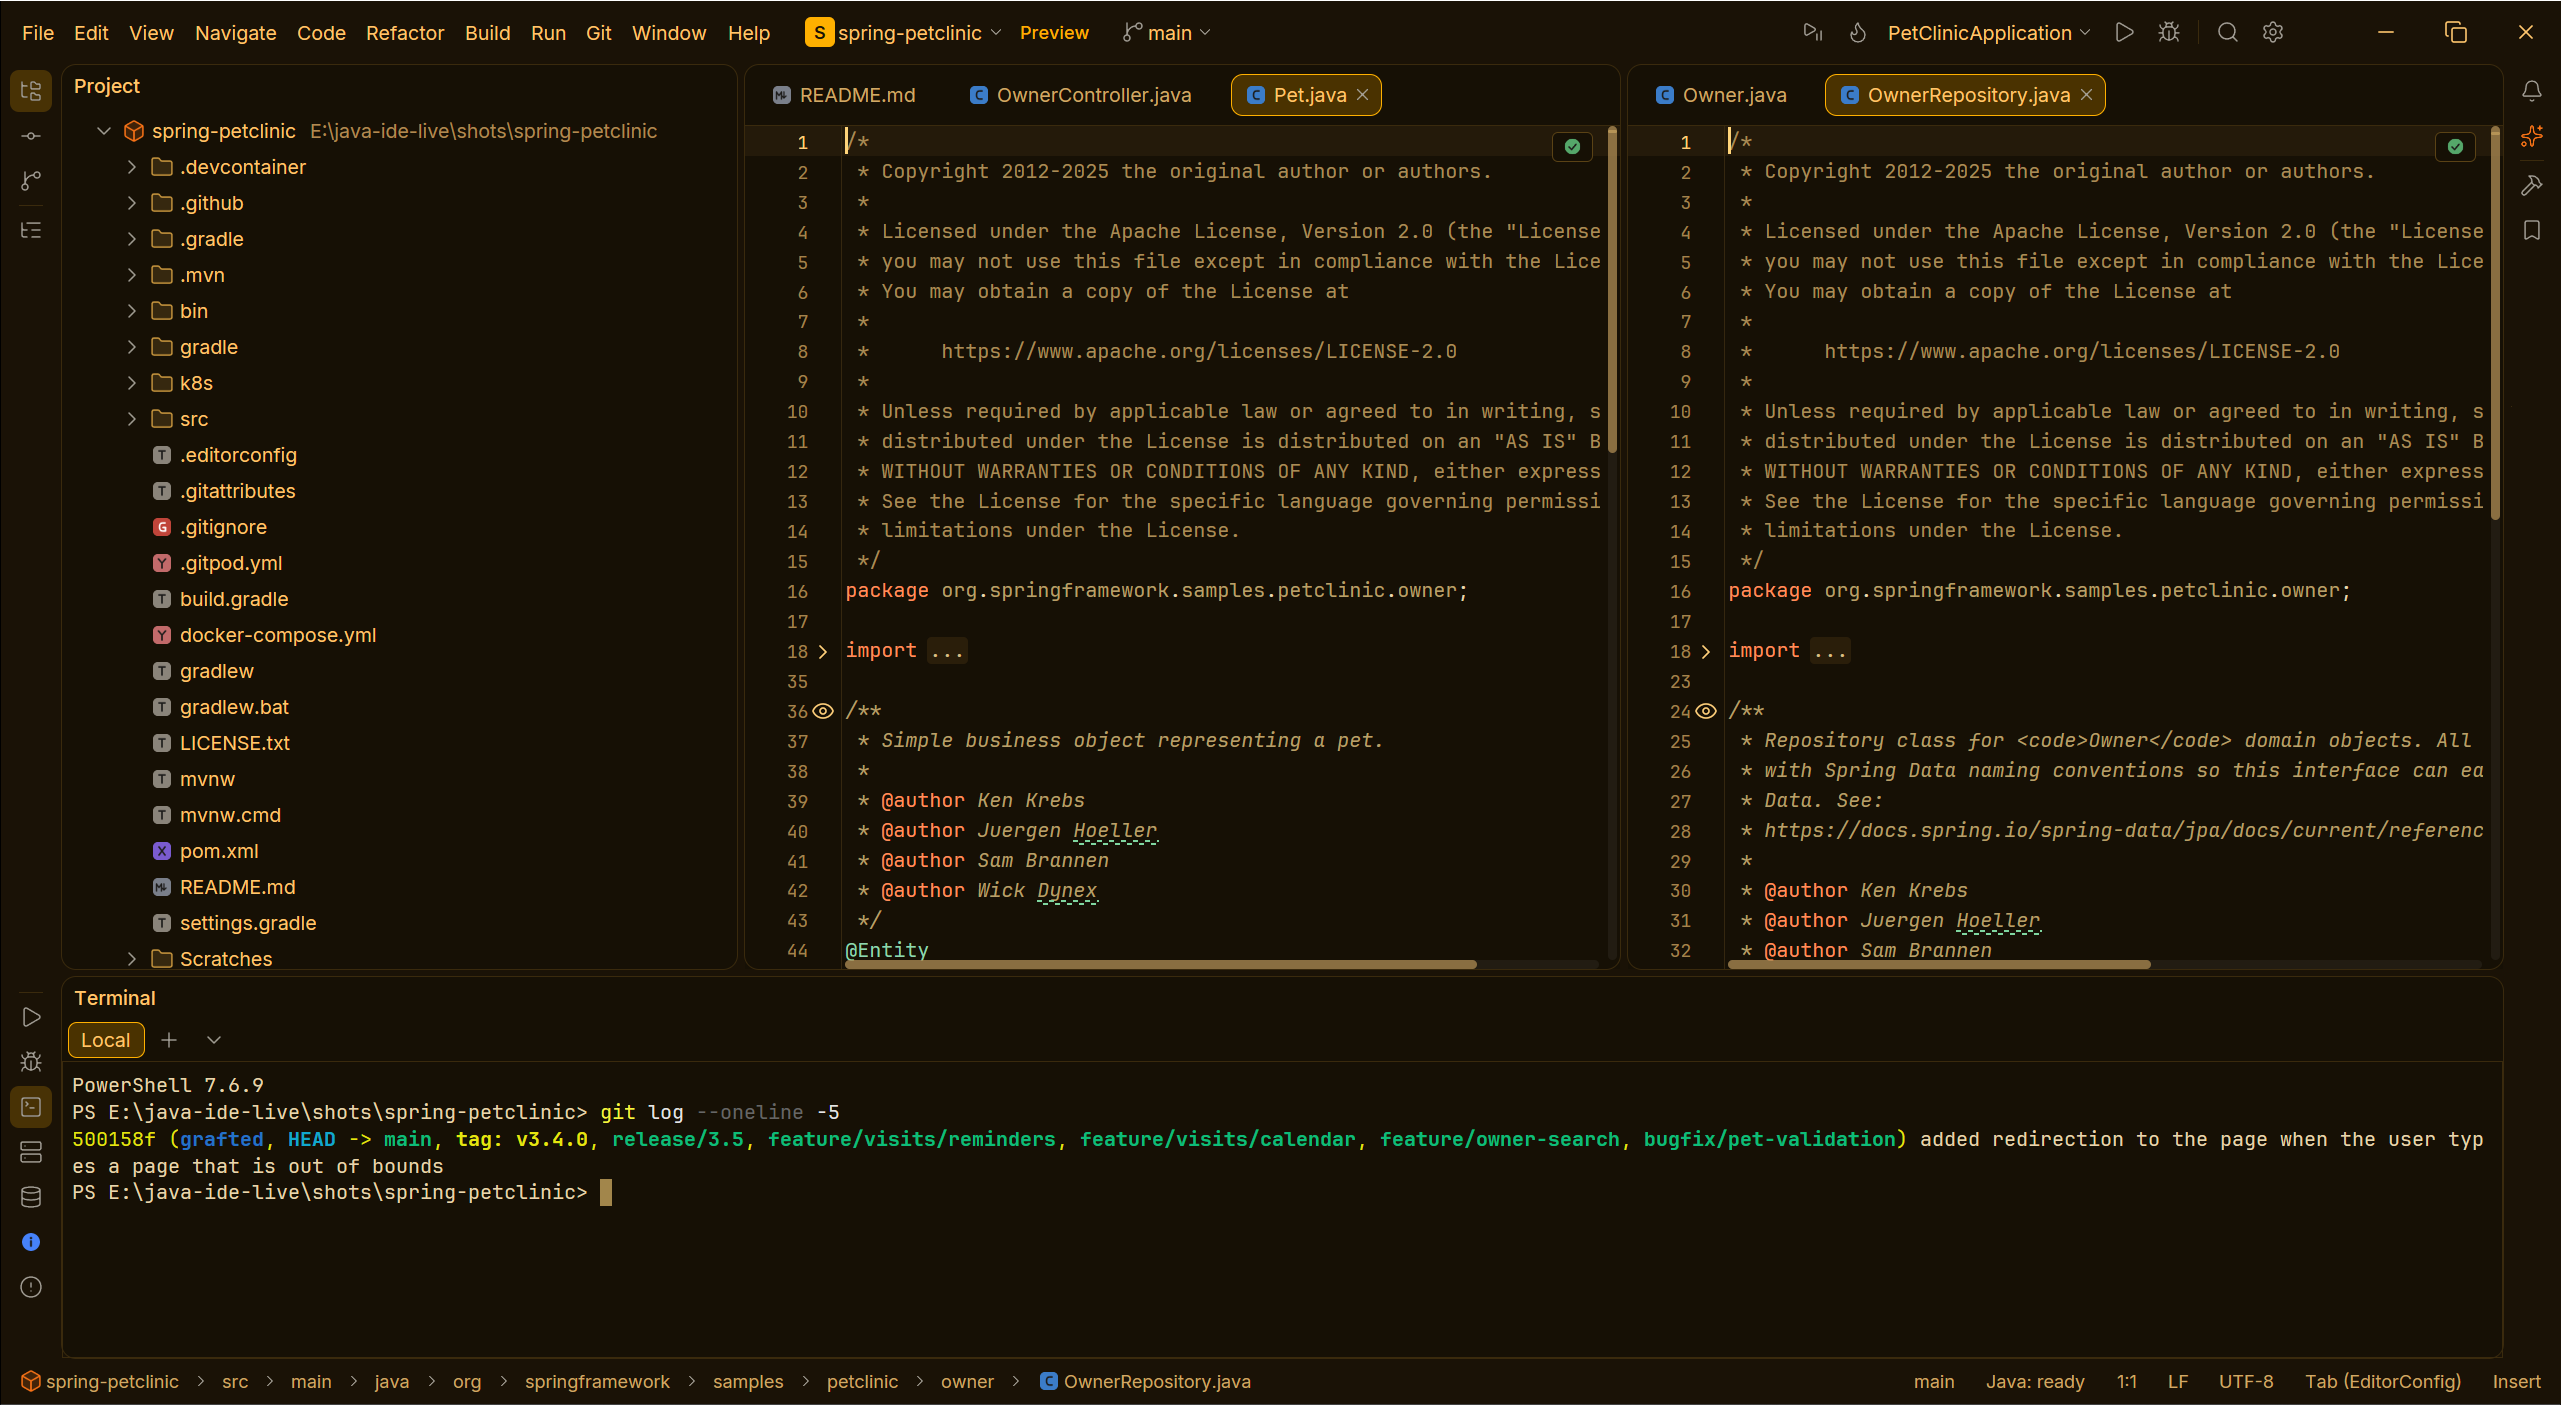 File Edit View Navigate Code Refactor Build Run Git Window Help S spring-petclinic Preview main PetClinicApplication
Project
spring-petclinic E:\java-ide-live\shots\spring-petclinic
.devcontainer
.github
.gradle
.mvn
bin
gradle
k8s
src
T .editorconfig
T .gitattributes
G .gitignore
Y .gitpod.yml
T build.gradle
Y docker-compose.yml
T gradlew
T gradlew.bat
T LICENSE.txt
T mvnw
T mvnw.cmd
X pom.xml
M↓ README.md
T settings.gradle
Scratches
M↓ README.md C OwnerController.java C Pet.java
1 /*
2  * Copyright 2012-2025 the original author or authors.
3  *
4  * Licensed under the Apache License, Version 2.0 (the "License
5  * you may not use this file except in compliance with the Lice
6  * You may obtain a copy of the License at
7  *
8  *      https://www.apache.org/licenses/LICENSE-2.0
9  *
10  * Unless required by applicable law or agreed to in writing, s
11  * distributed under the License is distributed on an "AS IS" B
12  * WITHOUT WARRANTIES OR CONDITIONS OF ANY KIND, either express
13  * See the License for the specific language governing permissi
14  * limitations under the License.
15  */
16 package org.springframework.samples.petclinic.owner;
17
18 import ...
35
36 /**
37  * Simple business object representing a pet.
38  *
39  * @author Ken Krebs
40  * @author Juergen Hoeller
41  * @author Sam Brannen
42  * @author Wick Dynex
43  */
44 @Entity
C Owner.java C OwnerRepository.java
1 /*
2  * Copyright 2012-2025 the original author or authors.
3  *
4  * Licensed under the Apache License, Version 2.0 (the "License
5  * you may not use this file except in compliance with the Lice
6  * You may obtain a copy of the License at
7  *
8  *      https://www.apache.org/licenses/LICENSE-2.0
9  *
10  * Unless required by applicable law or agreed to in writing, s
11  * distributed under the License is distributed on an "AS IS" B
12  * WITHOUT WARRANTIES OR CONDITIONS OF ANY KIND, either express
13  * See the License for the specific language governing permissi
14  * limitations under the License.
15  */
16 package org.springframework.samples.petclinic.owner;
17
18 import ...
23
24 /**
25  * Repository class for <code>Owner</code> domain objects. All
26  * with Spring Data naming conventions so this interface can ea
27  * Data. See:
28  * https://docs.spring.io/spring-data/jpa/docs/current/referenc
29  *
30  * @author Ken Krebs
31  * @author Juergen Hoeller
32  * @author Sam Brannen
Terminal
Local
PowerShell 7.6.9
PS E:\java-ide-live\shots\spring-petclinic> git log --oneline -5
500158f (grafted, HEAD -> main, tag: v3.4.0, release/3.5, feature/visits/reminders, feature/visits/calendar, feature/owner-search, bugfix/pet-validation) added redirection to the page when the user typ
es a page that is out of bounds
PS E:\java-ide-live\shots\spring-petclinic>
spring-petclinic > src > main > java > org > springframework > samples > petclinic > owner > C OwnerRepository.java main Java: ready 1:1 LF UTF-8 Tab (EditorConfig) Insert